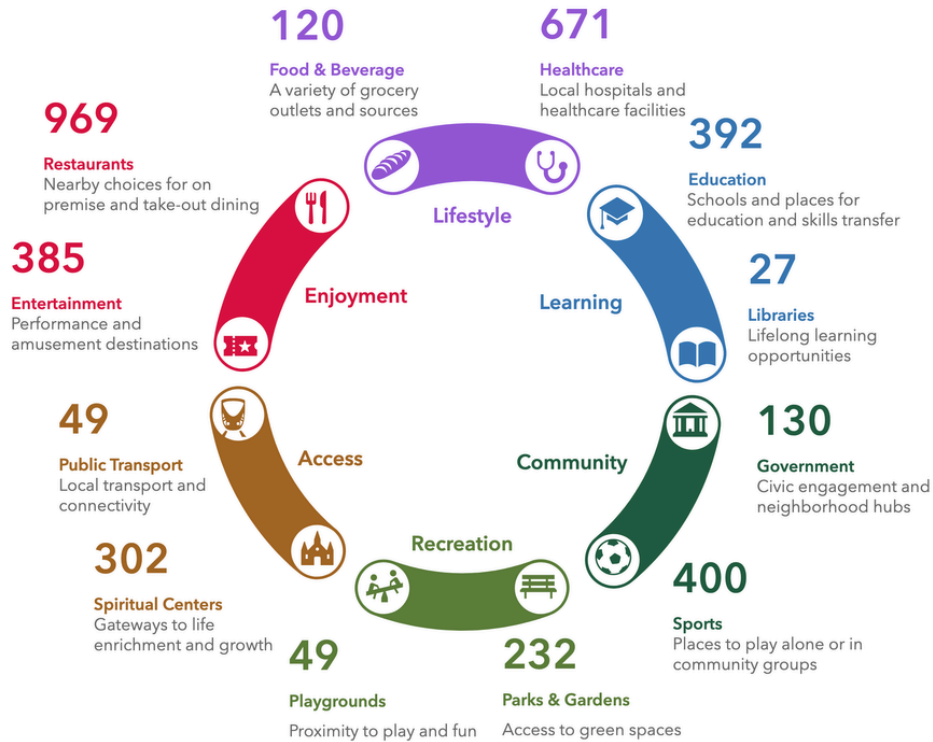 120
Food & Beverage
A variety of grocery
outlets and sources
671
Healthcare
Local hospitals and
healthcare facilities
969
Restaurants
Nearby choices for on
premise and take-out dining
392
Education
Schools and places for
education and skills transfer
Lifestyle
385
Entertainment
Performance and
amusement destinations
Enjoyment
Learning
27
Libraries
Lifelong learning
opportunities
49
Public Transport
Local transport and
connectivity
Access
Community
130
Government
Civic engagement and
neighborhood hubs
302
Spiritual Centers
Gateways to life
enrichment and growth
Recreation
400
Sports
Places to play alone or in
community groups
49
Playgrounds
Proximity to play and fun
232
Parks & Gardens
Access to green spaces